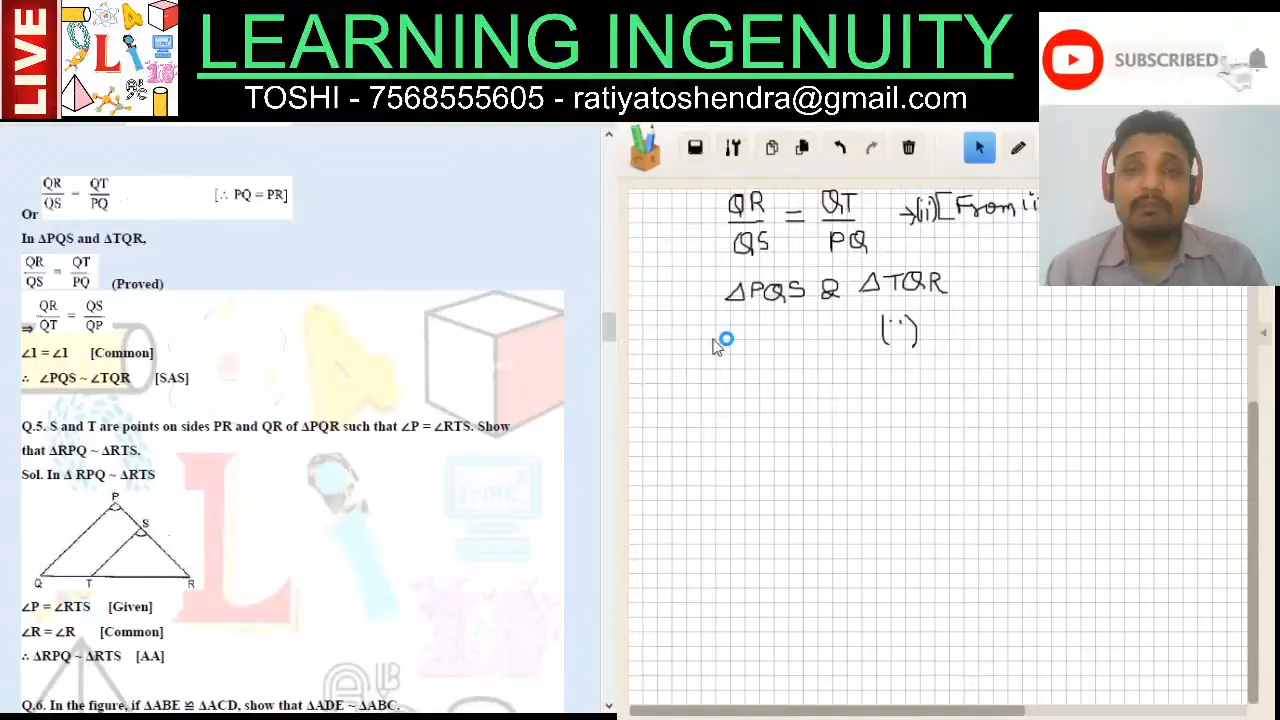 LIVE
LEARNING INGENUITY
TOSHI - 7568555605 - ratiyatoshendra@gmail.com
SUBSCRIBED
QR/QS = QT/PQ [∴ PQ = PR]
Or
In ΔPQS and ΔTQR,
QR/QS = QT/PQ (Proved)
⇒ QR/QT = QS/QP
∠1 = ∠1 [Common]
∴ ∠PQS ~ ∠TQR [SAS]
Q.5. S and T are points on sides PR and QR of ΔPQR such that ∠P = ∠RTS. Show
that ΔRPQ ~ ΔRTS.
Sol. In Δ RPQ ~ ΔRTS
P
S
Q T R
∠P = ∠RTS [Given]
∠R = ∠R [Common]
∴ ΔRPQ ~ ΔRTS [AA]
Q.6. In the figure, if ΔABE ≌ ΔACD, show that ΔADE ~ ΔABC.
QR/QS = QT/PQ → (ii) [From ii
ΔPQS & ΔTQR
(ii)